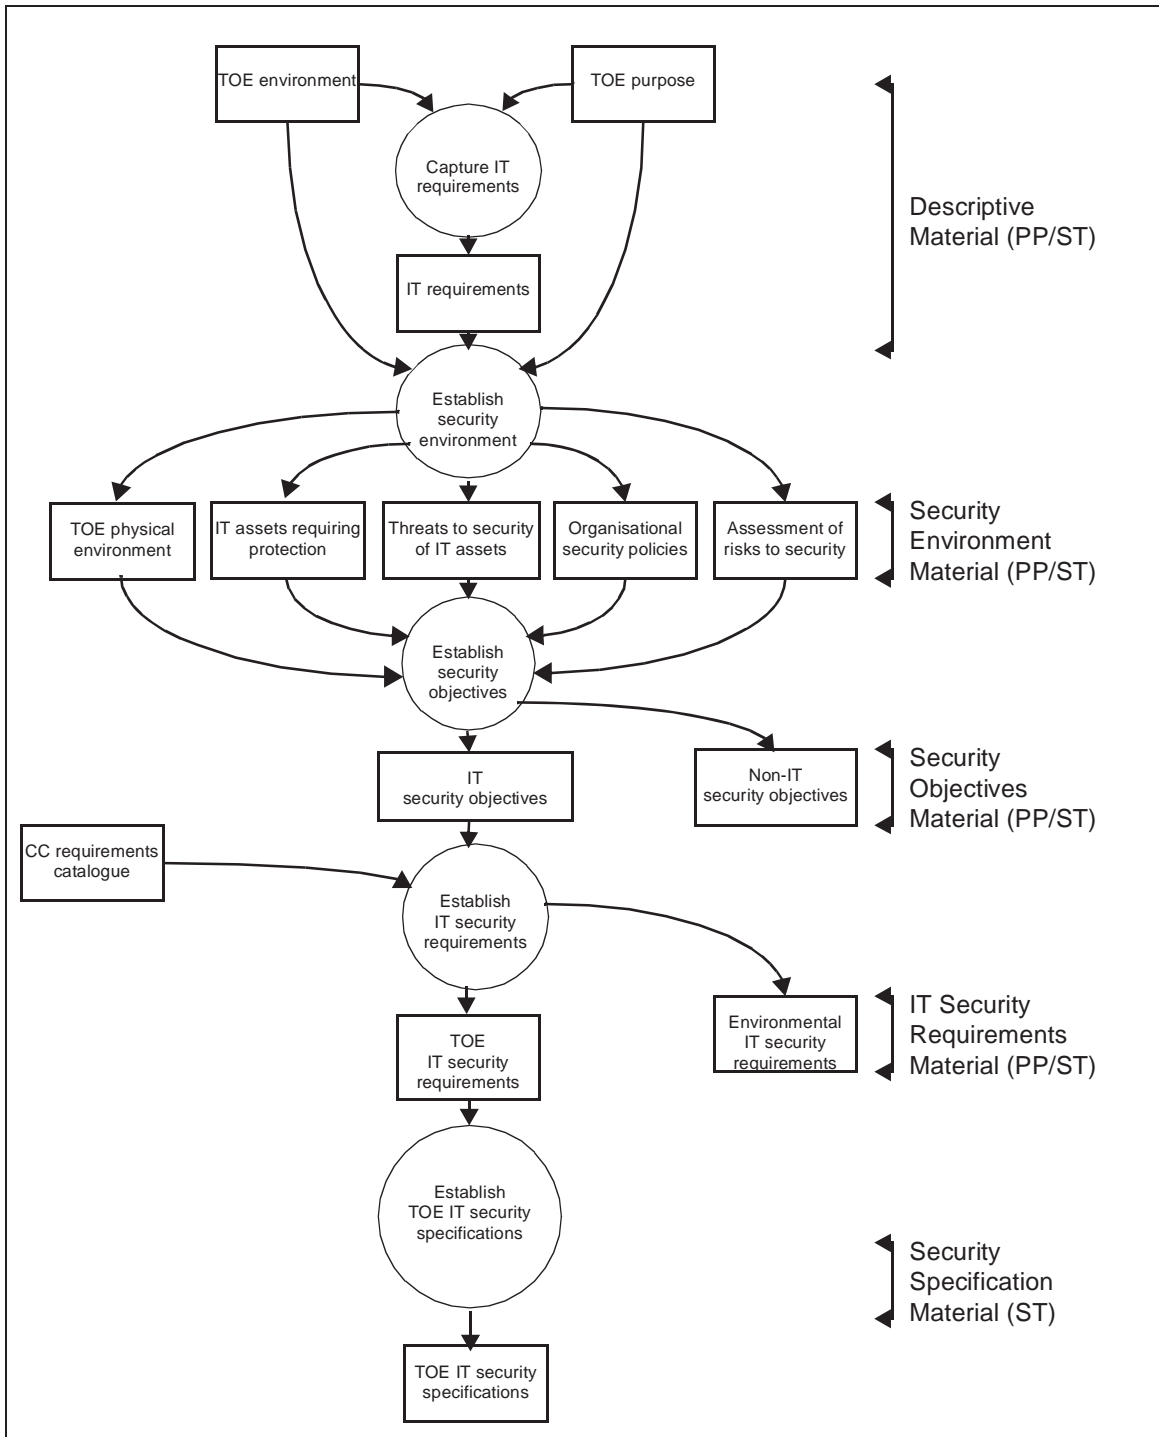 TOE environment
TOE purpose
Capture IT
requirements
Descriptive
Material (PP/ST)
IT requirements
Establish
security
environment
TOE physical
environment
IT assets requiring
protection
Threats to security
of IT assets
Organisational
security policies
Assessment of
risks to security
Security
Environment
Material (PP/ST)
Establish
security
objectives
IT
security objectives
Non-IT
security objectives
Security
Objectives
Material (PP/ST)
CC requirements
catalogue
Establish
IT security
requirements
TOE
IT security
requirements
Environmental
IT security
requirements
IT Security
Requirements
Material (PP/ST)
Establish
TOE IT security
specifications
Security
Specification
Material (ST)
TOE IT security
specifications